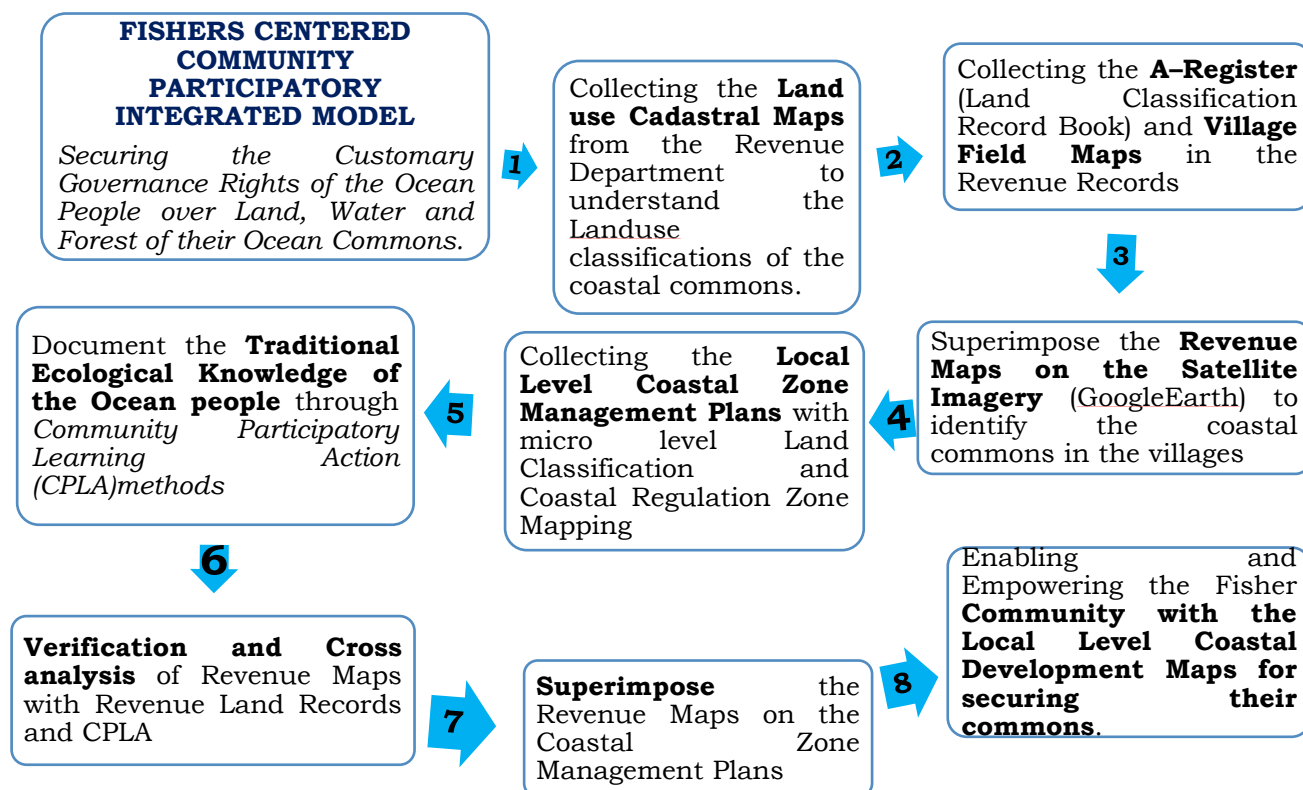 FISHERS CENTERED
COMMUNITY
PARTICIPATORY
INTEGRATED MODEL
Securing the Customary
Governance Rights of the Ocean
People over Land, Water and
Forest of their Ocean Commons.
1
Collecting the Land
use Cadastral Maps
from the Revenue
Department to
understand the
Landuse
classifications of the
coastal commons.
2
Collecting the A–Register
(Land Classification
Record Book) and Village
Field Maps in the
Revenue Records
3
Superimpose the Revenue
Maps on the Satellite
Imagery (GoogleEarth) to
identify the coastal
commons in the villages
4
Collecting the Local
Level Coastal Zone
Management Plans with
micro level Land
Classification and
Coastal Regulation Zone
Mapping
5
Document the Traditional
Ecological Knowledge of
the Ocean people through
Community Participatory
Learning Action
(CPLA)methods
6
Verification and Cross
analysis of Revenue Maps
with Revenue Land Records
and CPLA
7
Superimpose the
Revenue Maps on the
Coastal Zone
Management Plans
8
Enabling and
Empowering the Fisher
Community with the
Local Level Coastal
Development Maps for
securing their
commons.